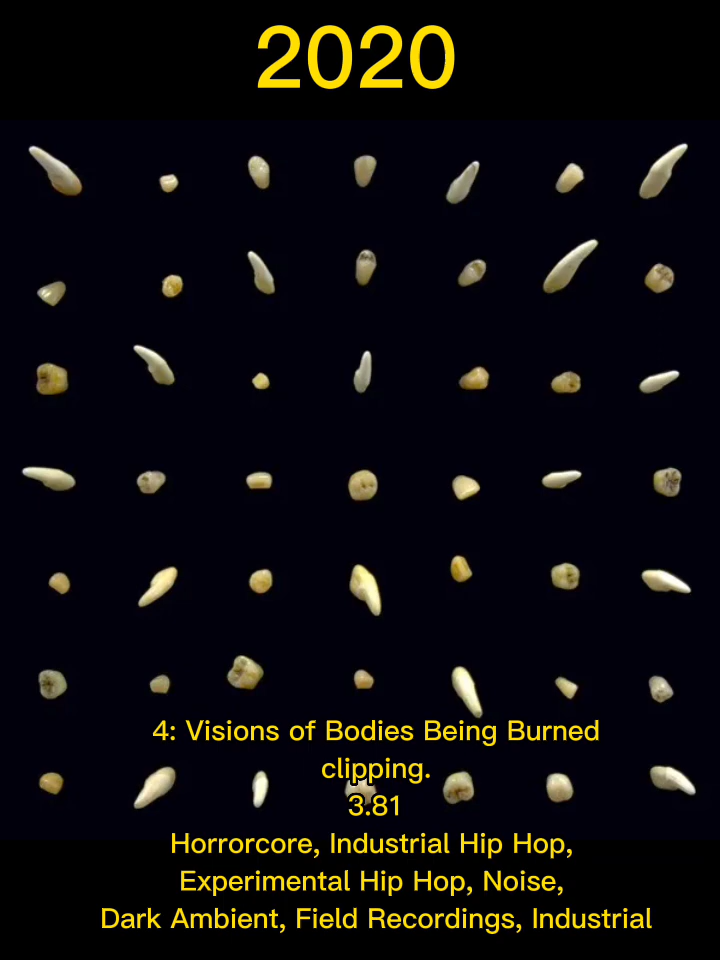 2020
4: Visions of Bodies Being Burned
clipping.
3.81
Horrorcore, Industrial Hip Hop,
Experimental Hip Hop, Noise,
Dark Ambient, Field Recordings, Industrial